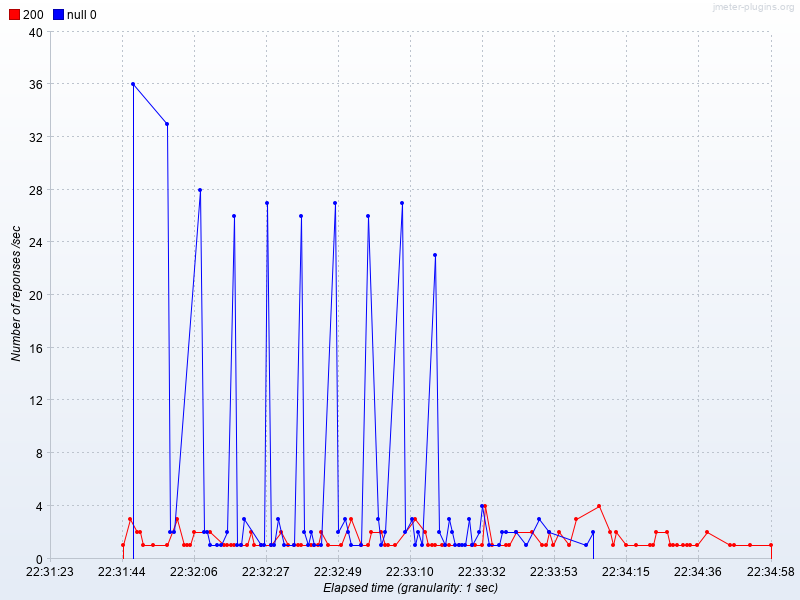 200 null 0
jmeter-plugins.org
40
36
32
28
24
20
16
12
8
4
0
Number of reponses /sec
22:31:23 22:31:44 22:32:06 22:32:27 22:32:49 22:33:10 22:33:32 22:33:53 22:34:15 22:34:36 22:34:58
Elapsed time (granularity: 1 sec)